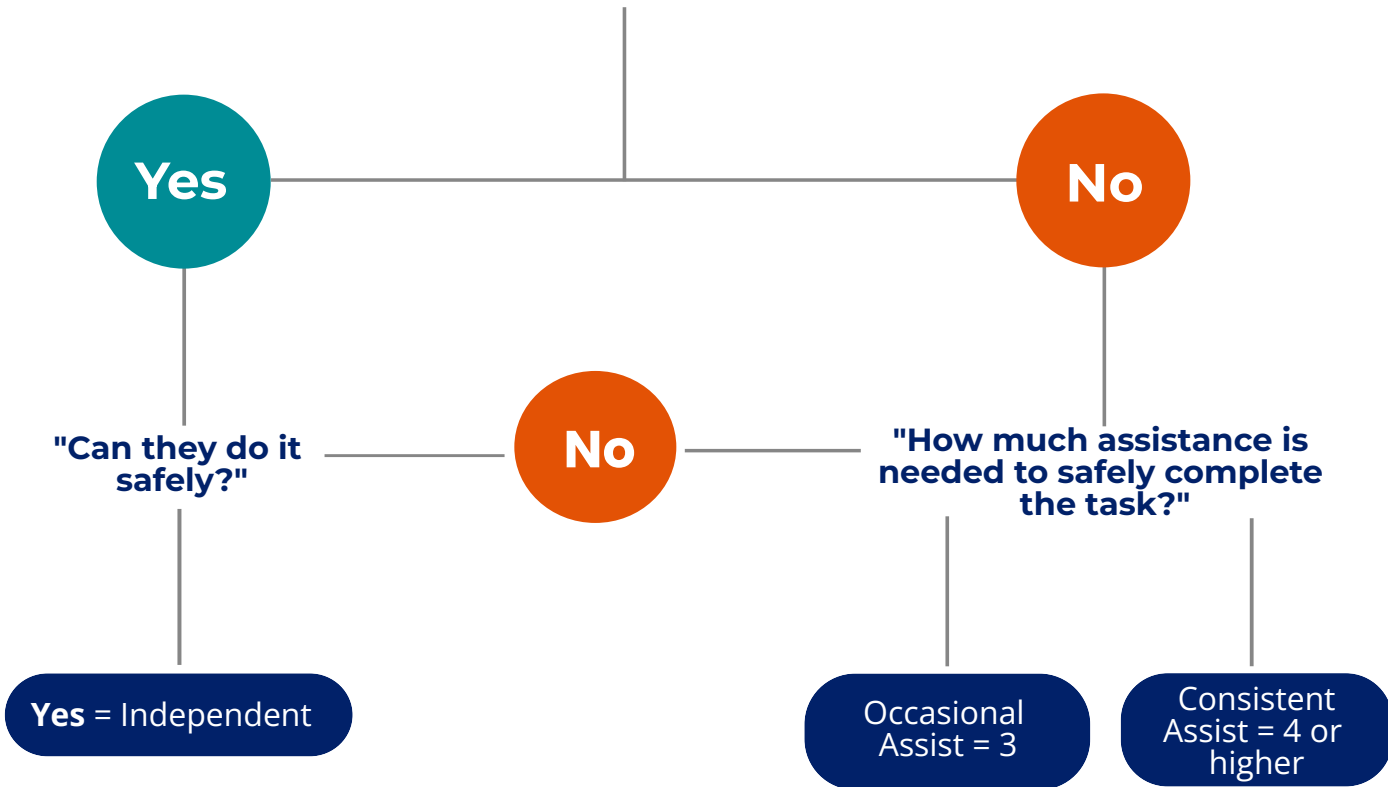 Yes
No
"Can they do it
safely?"
No
"How much assistance is
needed to safely complete
the task?"
Yes = Independent
Occasional
Assist = 3
Consistent
Assist = 4 or
higher